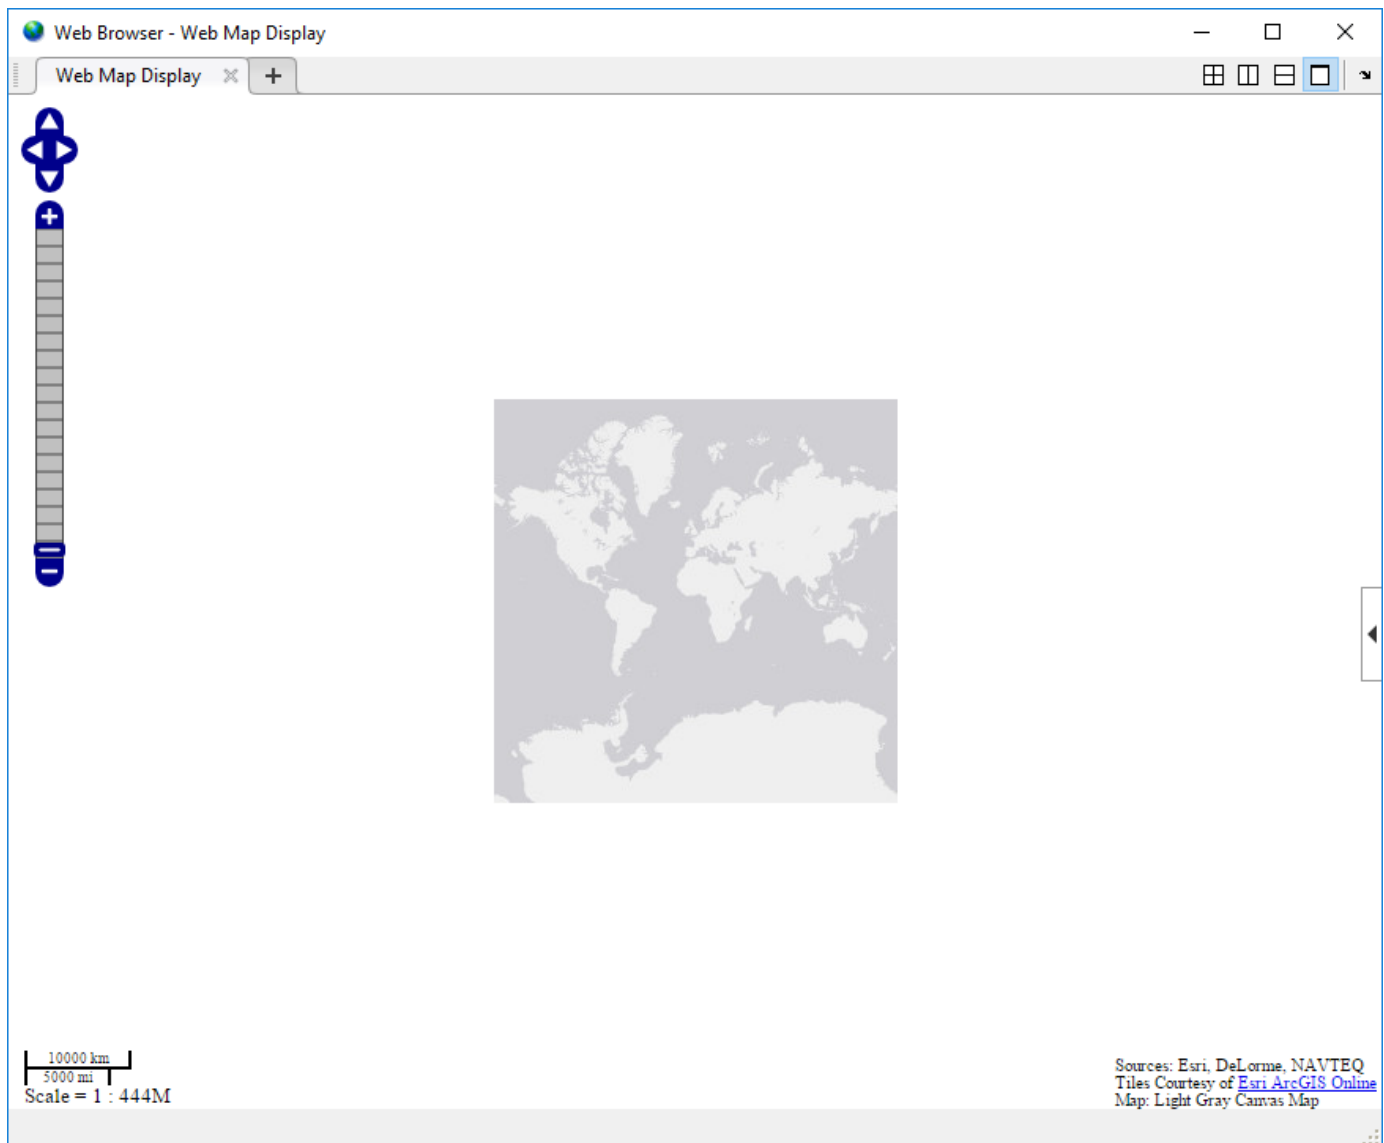 Web Browser - Web Map Display
Web Map Display
10000 km
5000 mi
Scale = 1 : 444M
Sources: Esri, DeLorme, NAVTEQ
Tiles Courtesy of Esri ArcGIS Online
Map: Light Gray Canvas Map